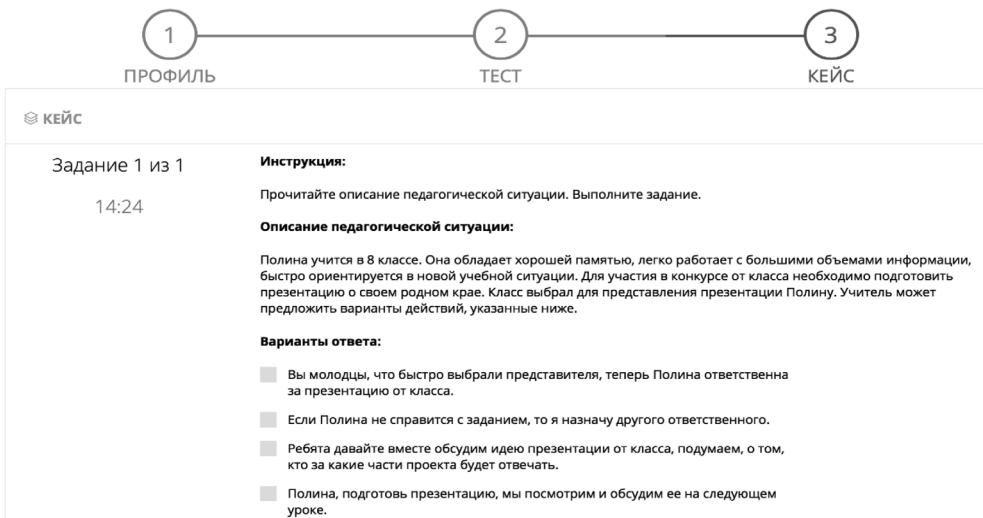 1
2
3
ПРОФИЛЬ
ТЕСТ
КЕЙС
КЕЙС
Задание 1 из 1
14:24
Инструкция:
Прочитайте описание педагогической ситуации. Выполните задание.
Описание педагогической ситуации:
Полина учится в 8 классе. Она обладает хорошей памятью, легко работает с большими объемами информации,
быстро ориентируется в новой учебной ситуации. Для участия в конкурсе от класса необходимо подготовить
презентацию о своем родном крае. Класс выбрал для представления презентации Полину. Учитель может
предложить варианты действий, указанные ниже.
Варианты ответа:
Вы молодцы, что быстро выбрали представителя, теперь Полина ответственна
за презентацию от класса.
Если Полина не справится с заданием, то я назначу другого ответственного.
Ребята давайте вместе обсудим идею презентации от класса, подумаем, о том,
кто за какие части проекта будет отвечать.
Полина, подготовь презентацию, мы посмотрим и обсудим ее на следующем
уроке.